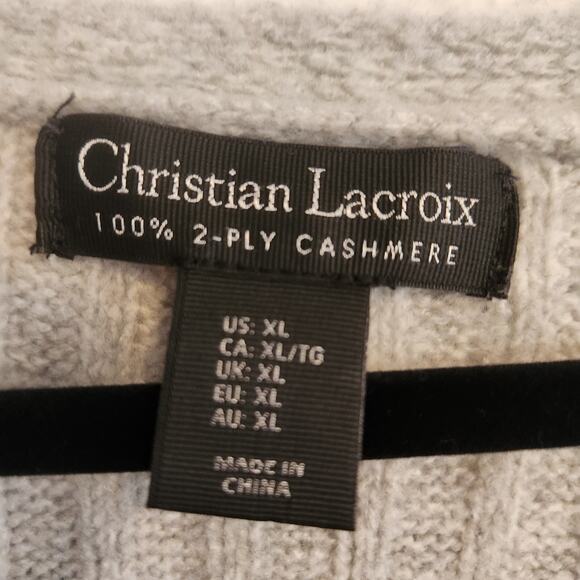 Christian Lacroix
100% 2-PLY CASHMERE
US: XL
CA: XL/TG
UK: XL
EU: XL
AU: XL
MADE IN
CHINA